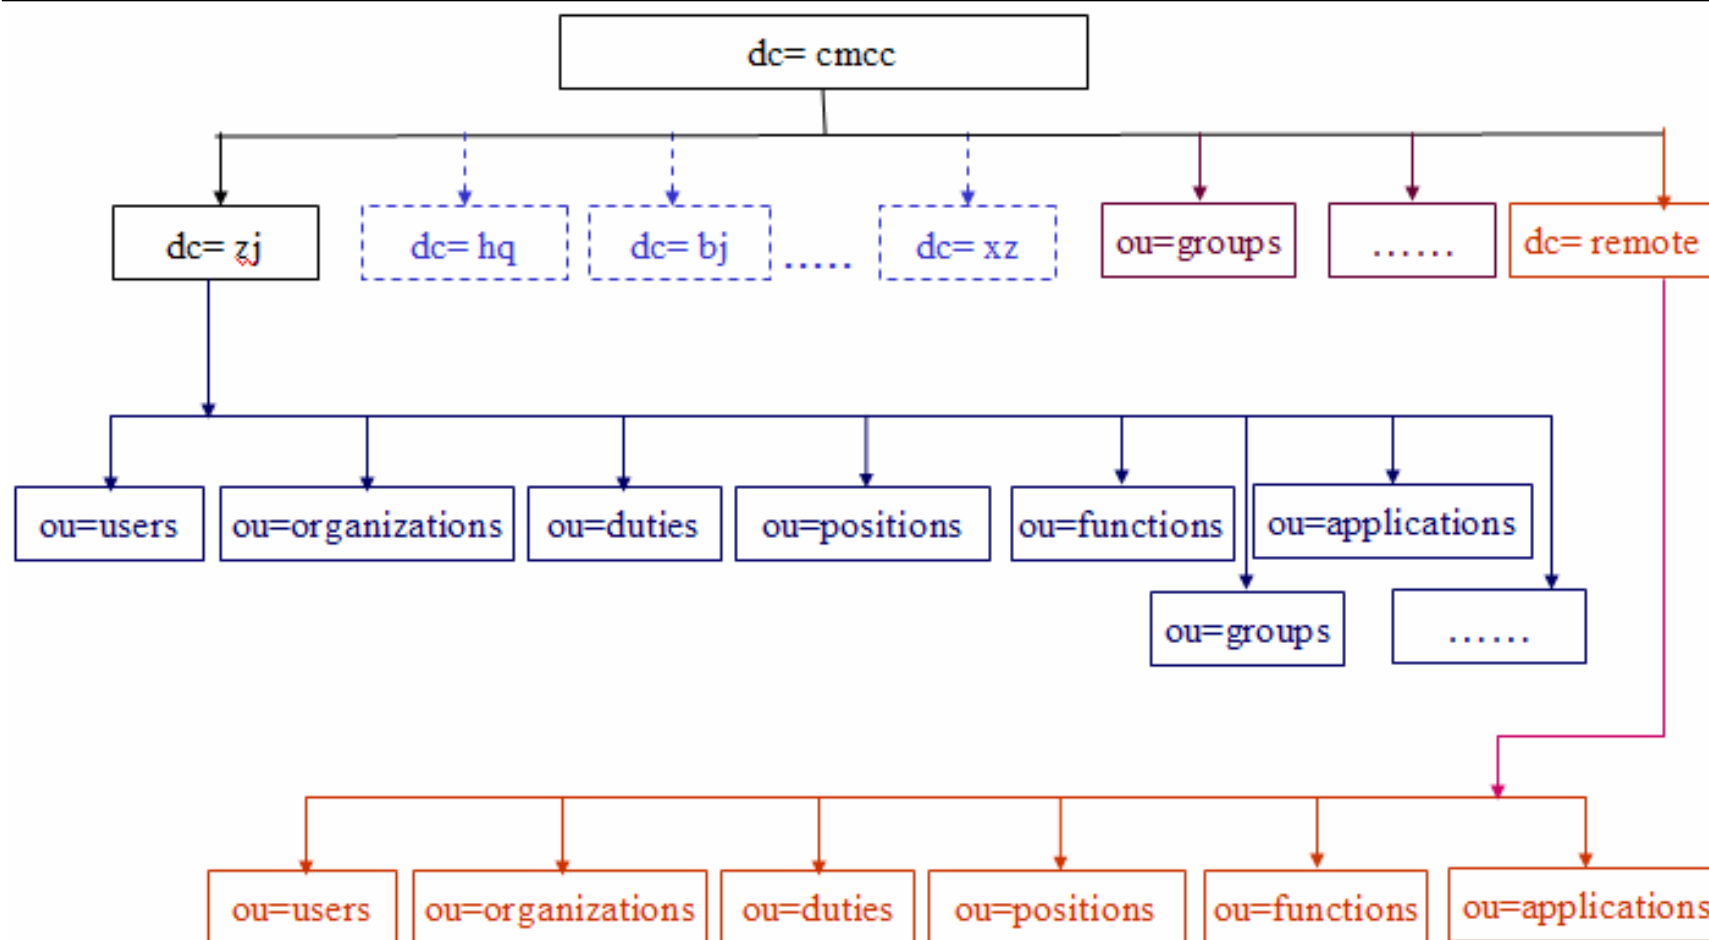 dc= cmcc
dc= zj
dc= hq
dc= bj
.....
dc= xz
ou=groups
......
dc= remote
ou=users
ou=organizations
ou=duties
ou=positions
ou=functions
ou=applications
ou=groups
......
ou=users
ou=organizations
ou=duties
ou=positions
ou=functions
ou=applications